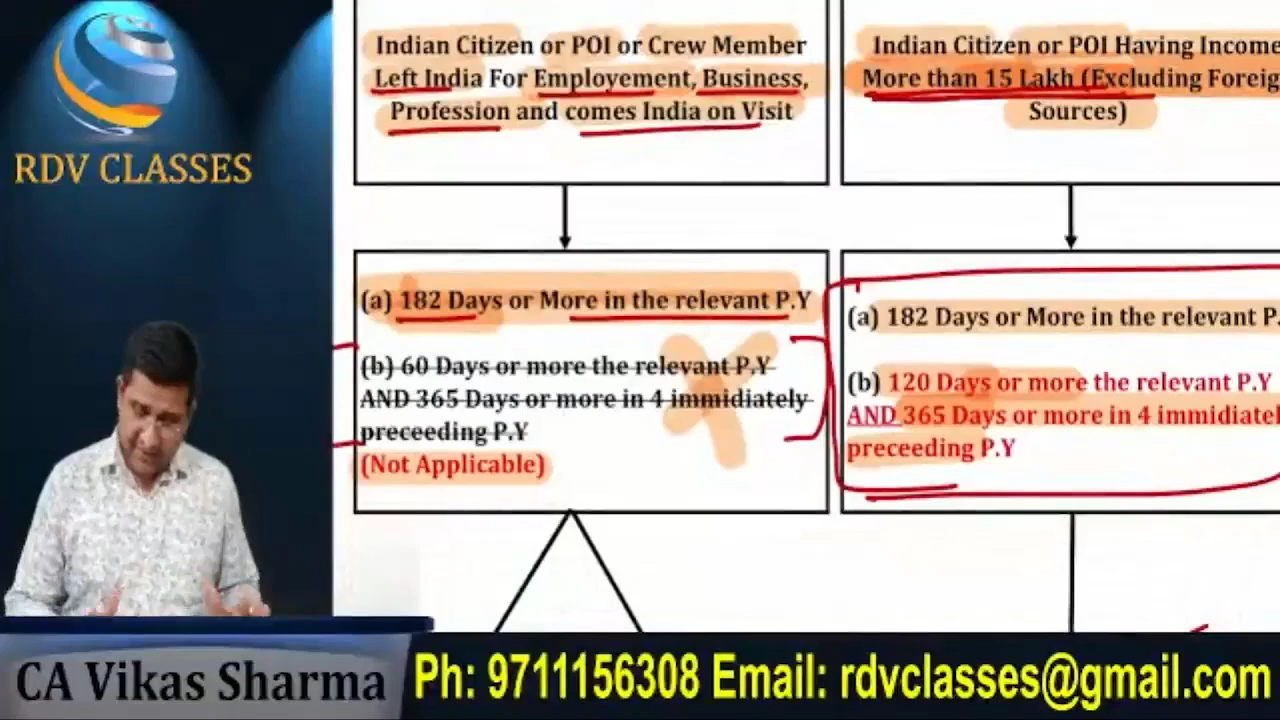 RDV CLASSES
Indian Citizen or POI or Crew Member
Left India For Employement, Business,
Profession and comes India on Visit
Indian Citizen or POI Having Income
More than 15 Lakh (Excluding Foreig
Sources)
(a) 182 Days or More in the relevant P.Y
(b) 60 Days or more the relevant P.Y
AND 365 Days or more in 4 immidiately
preceeding P.Y
(Not Applicable)
(a) 182 Days or More in the relevant P.
(b) 120 Days or more the relevant P.Y
AND 365 Days or more in 4 immidiatel
preceeding P.Y
CA Vikas Sharma
Ph: 9711156308 Email: rdvclasses@gmail.com